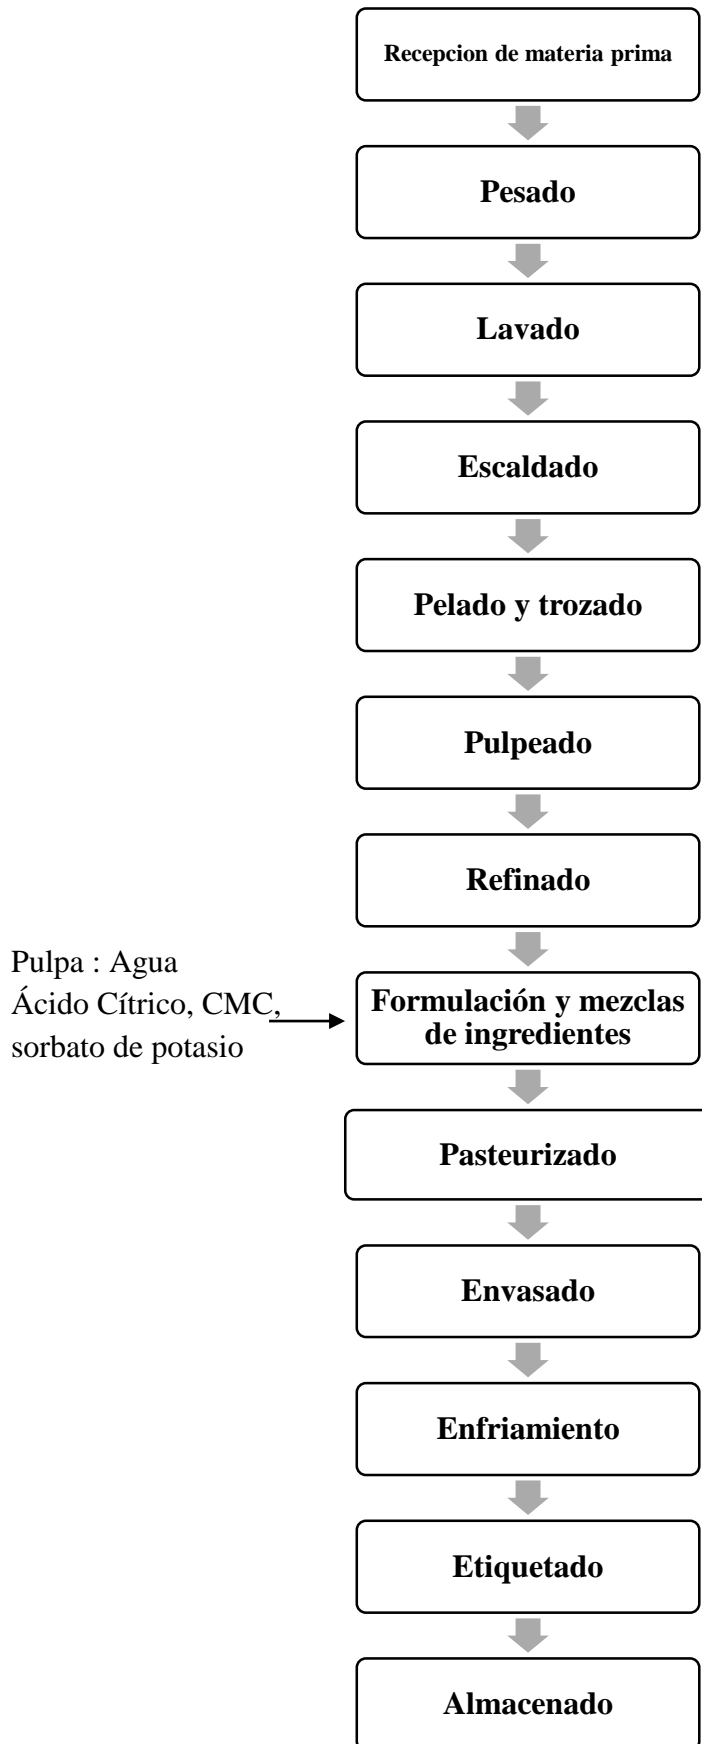 Recepcion de materia prima
Pesado
Lavado
Escaldado
Pelado y trozado
Pulpeado
Refinado
Pulpa : Agua
Ácido Cítrico, CMC,
sorbato de potasio
Formulación y mezclas
de ingredientes
Pasteurizado
Envasado
Enfriamiento
Etiquetado
Almacenado